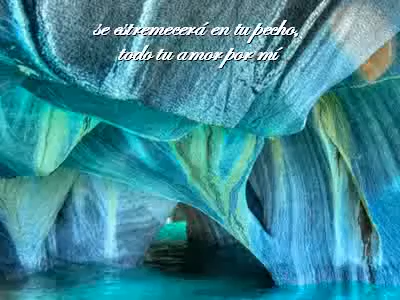 se estremecerá en tu pecho,
todo tu amor por mí